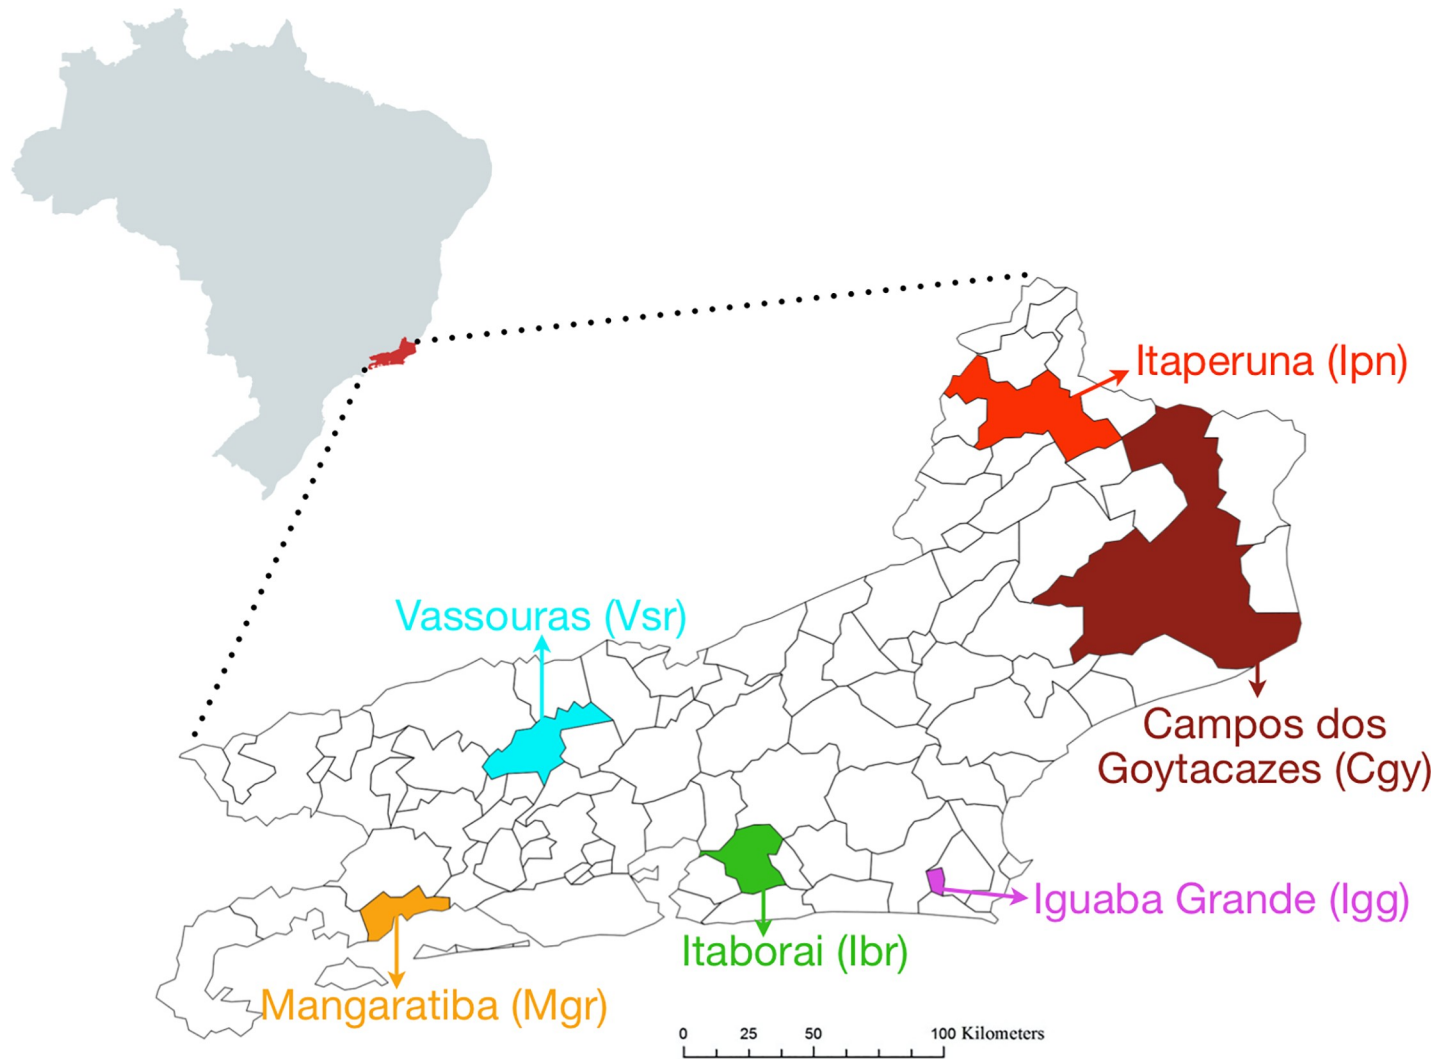 Itaperuna (Ipn)
Vassouras (Vsr)
Campos dos
Goytacazes (Cgy)
Iguaba Grande (Igg)
Itaborai (Ibr)
Mangaratiba (Mgr)
0 25 50 100 Kilometers